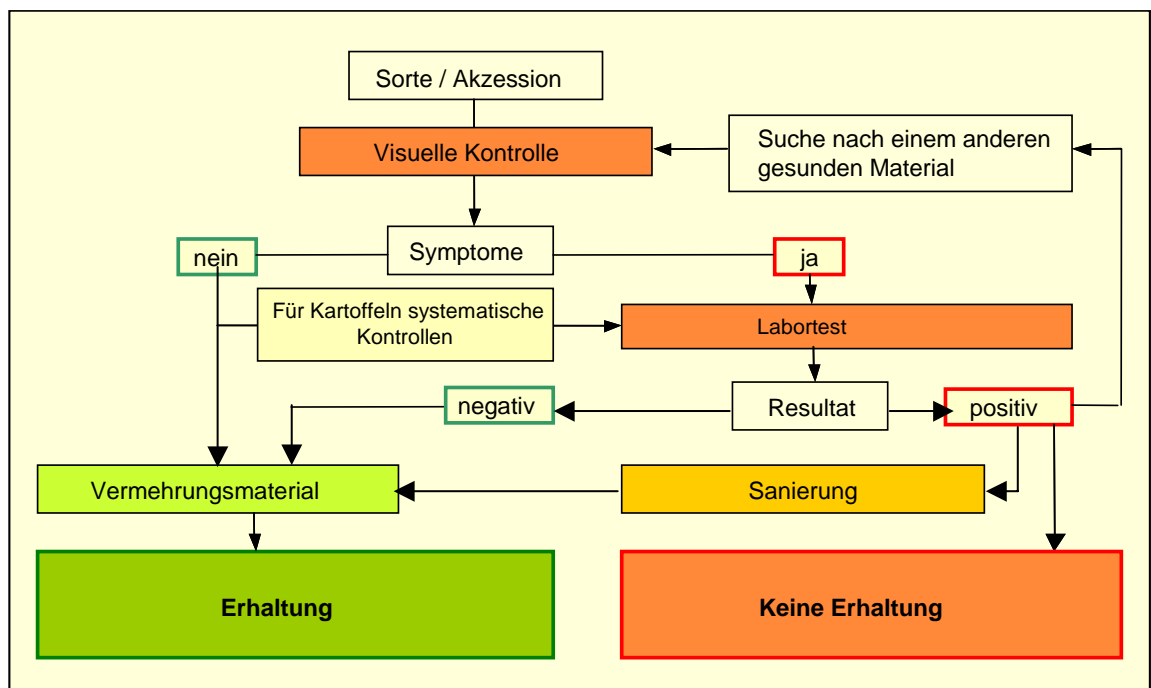 Sorte / Akzession
Visuelle Kontrolle
Suche nach einem anderen
gesunden Material
nein
Symptome
ja
Für Kartoffeln systematische
Kontrollen
Labortest
negativ
Resultat
positiv
Vermehrungsmaterial
Sanierung
Erhaltung
Keine Erhaltung